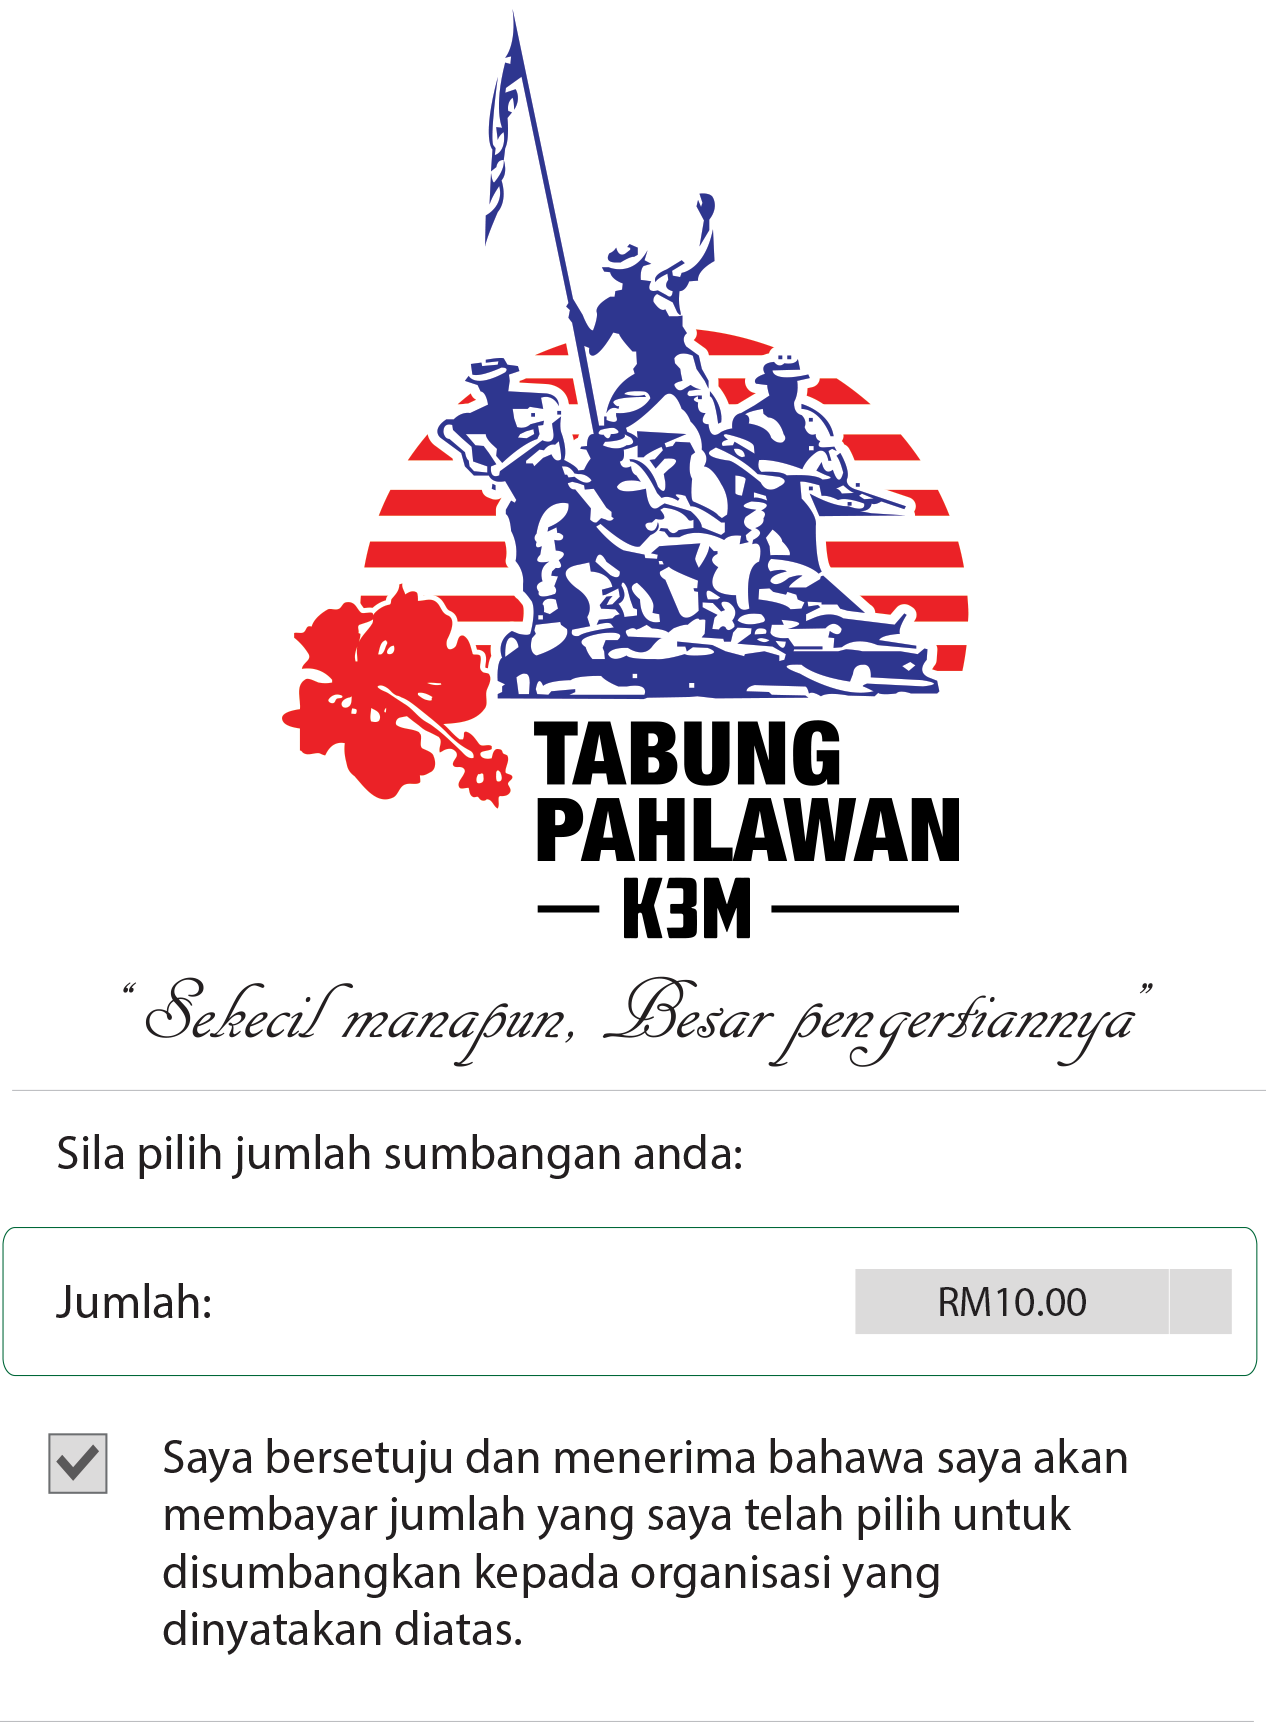 TABUNG
PAHLAWAN
K3M
“Sekecil manapun, Besar pengertiannya”
Sila pilih jumlah sumbangan anda:
Jumlah:
RM10.00
Saya bersetuju dan menerima bahawa saya akan
membayar jumlah yang saya telah pilih untuk
disumbangkan kepada organisasi yang
dinyatakan diatas.